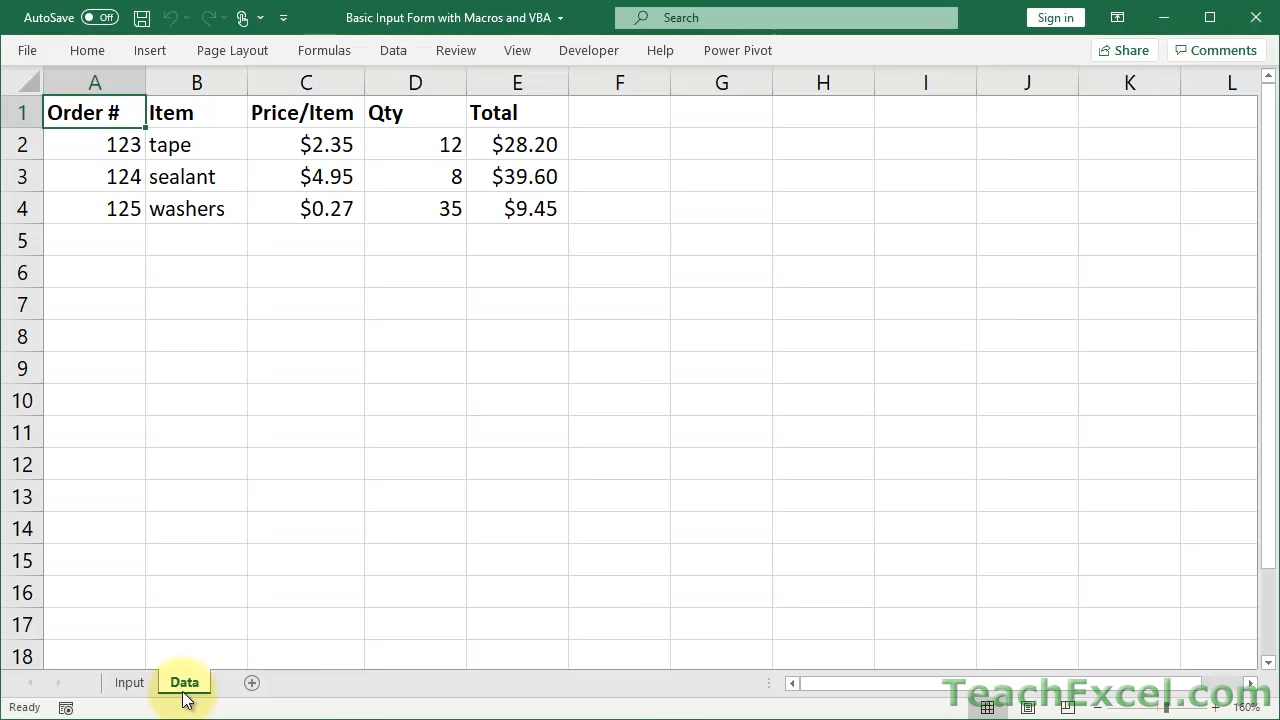 AutoSave Off Basic Input Form with Macros and VBA Search Sign in
File Home Insert Page Layout Formulas Data Review View Developer Help Power Pivot Share Comments
A B C D E F G H I J K L
1 Order # Item Price/Item Qty Total
2 123 tape $2.35 12 $28.20
3 124 sealant $4.95 8 $39.60
4 125 washers $0.27 35 $9.45
5
6
7
8
9
10
11
12
13
14
15
16
17
18
Input Data
TeachExcel.com
Ready 160%